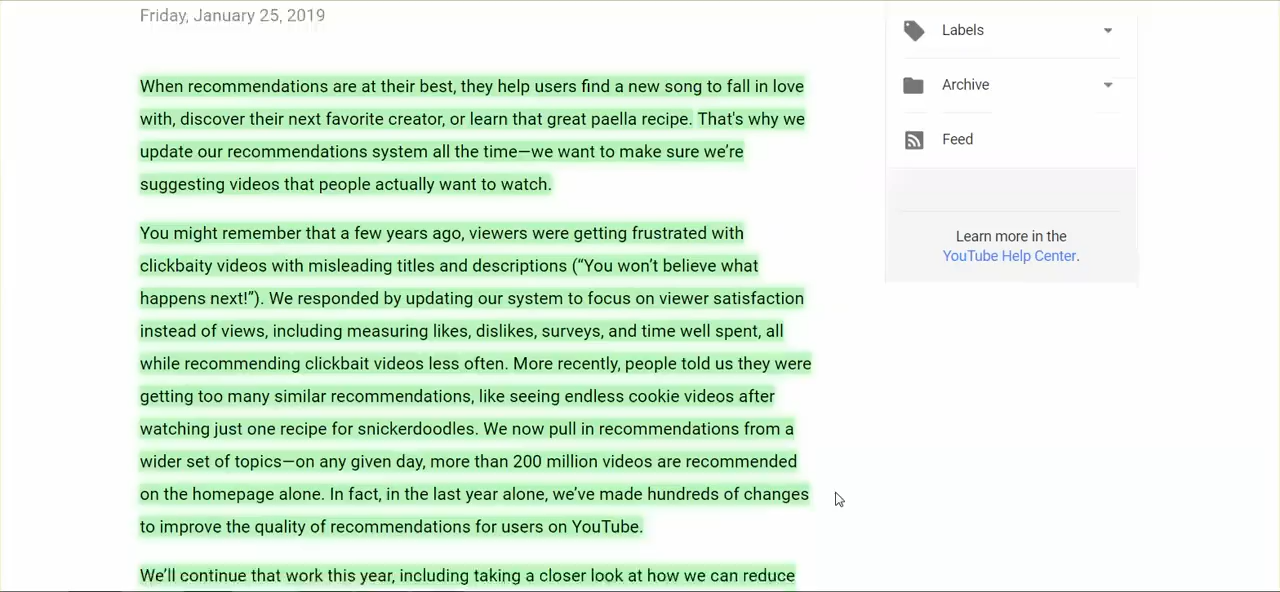 Friday, January 25, 2019
When recommendations are at their best, they help users find a new song to fall in love
with, discover their next favorite creator, or learn that great paella recipe. That's why we
update our recommendations system all the time—we want to make sure we’re
suggesting videos that people actually want to watch.
You might remember that a few years ago, viewers were getting frustrated with
clickbaity videos with misleading titles and descriptions (“You won’t believe what
happens next!”). We responded by updating our system to focus on viewer satisfaction
instead of views, including measuring likes, dislikes, surveys, and time well spent, all
while recommending clickbait videos less often. More recently, people told us they were
getting too many similar recommendations, like seeing endless cookie videos after
watching just one recipe for snickerdoodles. We now pull in recommendations from a
wider set of topics—on any given day, more than 200 million videos are recommended
on the homepage alone. In fact, in the last year alone, we’ve made hundreds of changes
to improve the quality of recommendations for users on YouTube.
We’ll continue that work this year, including taking a closer look at how we can reduce
Labels
Archive
Feed
Learn more in the
YouTube Help Center.